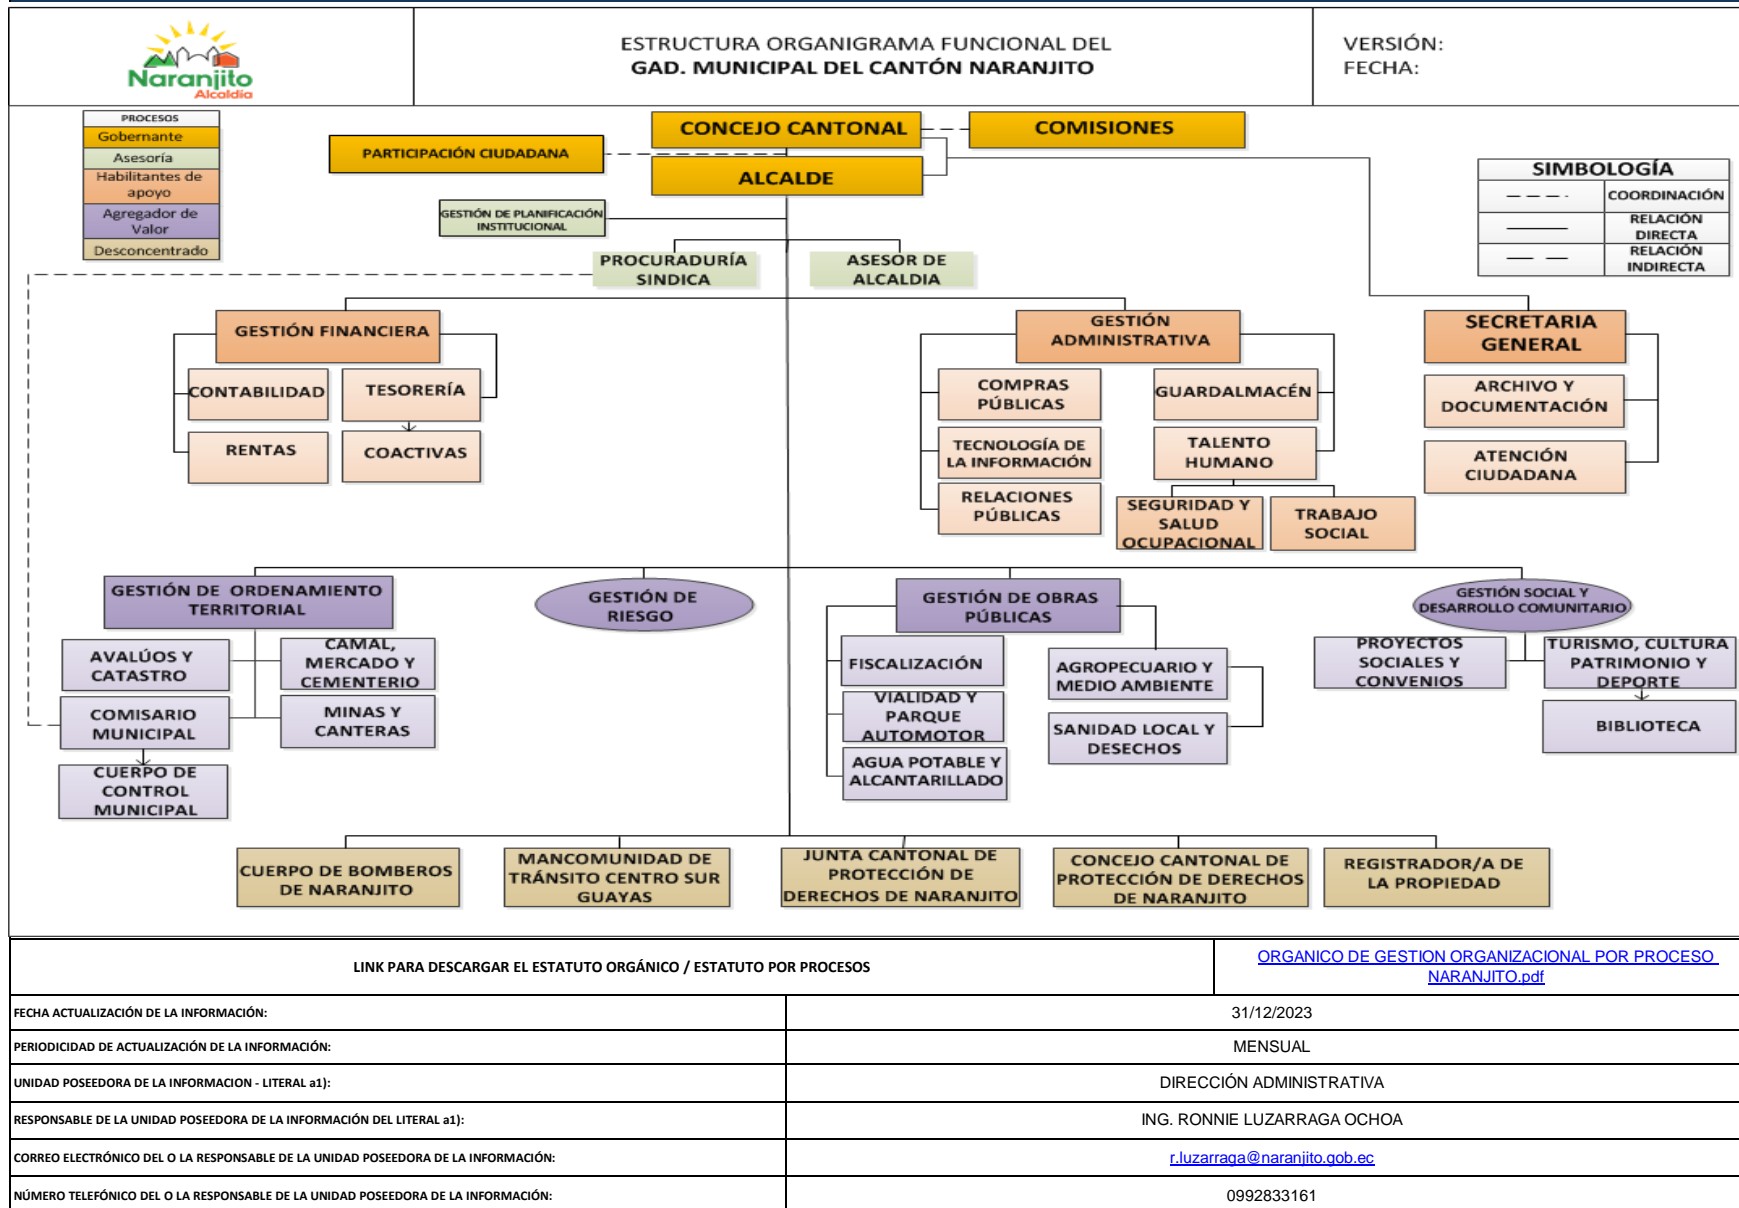 Naranjito
Alcaldía
ESTRUCTURA ORGANIGRAMA FUNCIONAL DEL
GAD. MUNICIPAL DEL CANTÓN NARANJITO
VERSIÓN:
FECHA:
PROCESOS
Gobernante
Asesoría
Habilitantes de
apoyo
Agregador de
Valor
Desconcentrado
CONCEJO CANTONAL
COMISIONES
PARTICIPACIÓN CIUDADANA
ALCALDE
SIMBOLOGÍA
COORDINACIÓN
RELACIÓN
DIRECTA
RELACIÓN
INDIRECTA
GESTIÓN DE PLANIFICACIÓN
INSTITUCIONAL
PROCURADURÍA
SINDICA
ASESOR DE
ALCALDIA
GESTIÓN FINANCIERA
CONTABILIDAD
TESORERÍA
RENTAS
COACTIVAS
GESTIÓN
ADMINISTRATIVA
COMPRAS
PÚBLICAS
GUARDALMACÉN
TECNOLOGÍA DE
LA INFORMACIÓN
TALENTO
HUMANO
RELACIONES
PÚBLICAS
SEGURIDAD Y
SALUD
OCUPACIONAL
TRABAJO
SOCIAL
SECRETARIA
GENERAL
ARCHIVO Y
DOCUMENTACIÓN
ATENCIÓN
CIUDADANA
GESTIÓN DE ORDENAMIENTO
TERRITORIAL
AVALÚOS Y
CATASTRO
CAMAL,
MERCADO Y
CEMENTERIO
COMISARIO
MUNICIPAL
MINAS Y
CANTERAS
CUERPO DE
CONTROL
MUNICIPAL
GESTIÓN DE
RIESGO
GESTIÓN DE OBRAS
PÚBLICAS
FISCALIZACIÓN
AGROPECUARIO Y
MEDIO AMBIENTE
VIALIDAD Y
PARQUE
AUTOMOTOR
SANIDAD LOCAL Y
DESECHOS
AGUA POTABLE Y
ALCANTARILLADO
GESTIÓN SOCIAL Y
DESARROLLO COMUNITARIO
PROYECTOS
SOCIALES Y
CONVENIOS
TURISMO, CULTURA
PATRIMONIO Y
DEPORTE
BIBLIOTECA
CUERPO DE BOMBEROS
DE NARANJITO
MANCOMUNIDAD DE
TRÁNSITO CENTRO SUR
GUAYAS
JUNTA CANTONAL DE
PROTECCIÓN DE
DERECHOS DE NARANJITO
CONCEJO CANTONAL DE
PROTECCIÓN DE DERECHOS
DE NARANJITO
REGISTRADOR/A DE
LA PROPIEDAD
LINK PARA DESCARGAR EL ESTATUTO ORGÁNICO / ESTATUTO POR PROCESOS
ORGANICO DE GESTION ORGANIZACIONAL POR PROCESO
NARANJITO.pdf
FECHA ACTUALIZACIÓN DE LA INFORMACIÓN:
31/12/2023
PERIODICIDAD DE ACTUALIZACIÓN DE LA INFORMACIÓN:
MENSUAL
UNIDAD POSEEDORA DE LA INFORMACION - LITERAL a1):
DIRECCIÓN ADMINISTRATIVA
RESPONSABLE DE LA UNIDAD POSEEDORA DE LA INFORMACIÓN DEL LITERAL a1):
ING. RONNIE LUZARRAGA OCHOA
CORREO ELECTRÓNICO DEL O LA RESPONSABLE DE LA UNIDAD POSEEDORA DE LA INFORMACIÓN:
r.luzarraga@naranjito.gob.ec
NÚMERO TELEFÓNICO DEL O LA RESPONSABLE DE LA UNIDAD POSEEDORA DE LA INFORMACIÓN:
0992833161